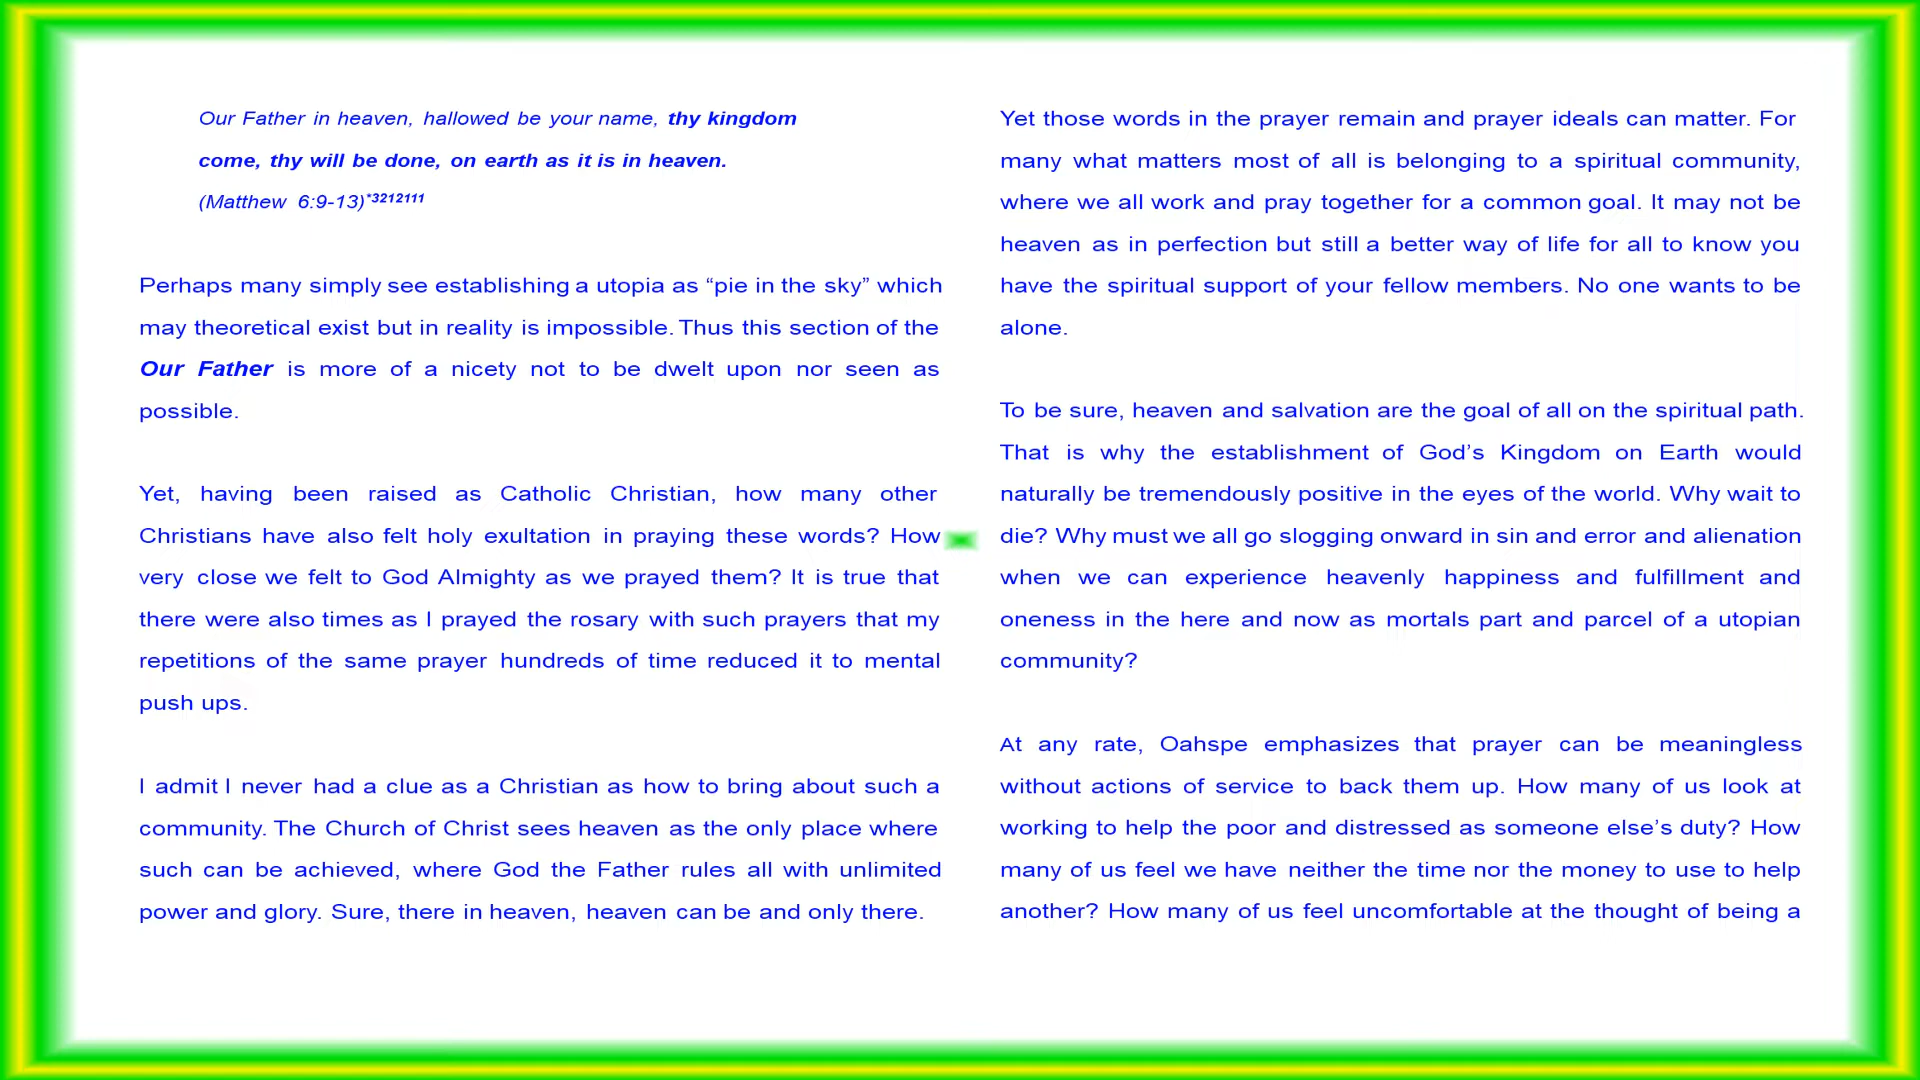 Our Father in heaven, hallowed be your name, thy kingdom
come, thy will be done, on earth as it is in heaven.
(Matthew 6:9-13)*3212111
Perhaps many simply see establishing a utopia as “pie in the sky” which
may theoretical exist but in reality is impossible. Thus this section of the
Our Father is more of a nicety not to be dwelt upon nor seen as
possible.
Yet, having been raised as Catholic Christian, how many other
Christians have also felt holy exultation in praying these words? How
very close we felt to God Almighty as we prayed them? It is true that
there were also times as I prayed the rosary with such prayers that my
repetitions of the same prayer hundreds of time reduced it to mental
push ups.
I admit I never had a clue as a Christian as how to bring about such a
community. The Church of Christ sees heaven as the only place where
such can be achieved, where God the Father rules all with unlimited
power and glory. Sure, there in heaven, heaven can be and only there.
Yet those words in the prayer remain and prayer ideals can matter. For
many what matters most of all is belonging to a spiritual community,
where we all work and pray together for a common goal. It may not be
heaven as in perfection but still a better way of life for all to know you
have the spiritual support of your fellow members. No one wants to be
alone.
To be sure, heaven and salvation are the goal of all on the spiritual path.
That is why the establishment of God’s Kingdom on Earth would
naturally be tremendously positive in the eyes of the world. Why wait to
die? Why must we all go slogging onward in sin and error and alienation
when we can experience heavenly happiness and fulfillment and
oneness in the here and now as mortals part and parcel of a utopian
community?
At any rate, Oahspe emphasizes that prayer can be meaningless
without actions of service to back them up. How many of us look at
working to help the poor and distressed as someone else’s duty? How
many of us feel we have neither the time nor the money to use to help
another? How many of us feel uncomfortable at the thought of being a